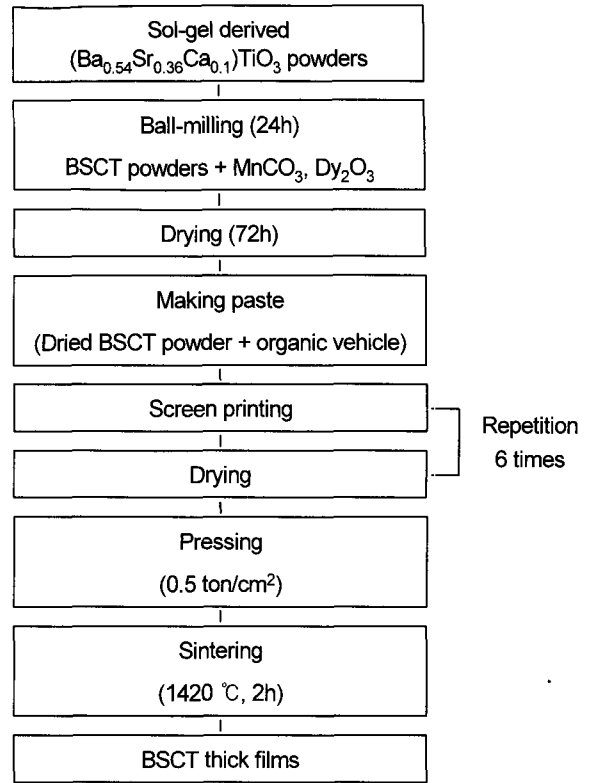 Sol-gel derived
(Ba₀.₅₄Sr₀.₃₆Ca₀.₁)TiO₃ powders
Ball-milling (24h)
BSCT powders + MnCO₃, Dy₂O₃
Drying (72h)
Making paste
(Dried BSCT powder + organic vehicle)
Screen printing
Drying
Repetition
6 times
Pressing
(0.5 ton/cm²)
Sintering
(1420 ℃, 2h)
BSCT thick films